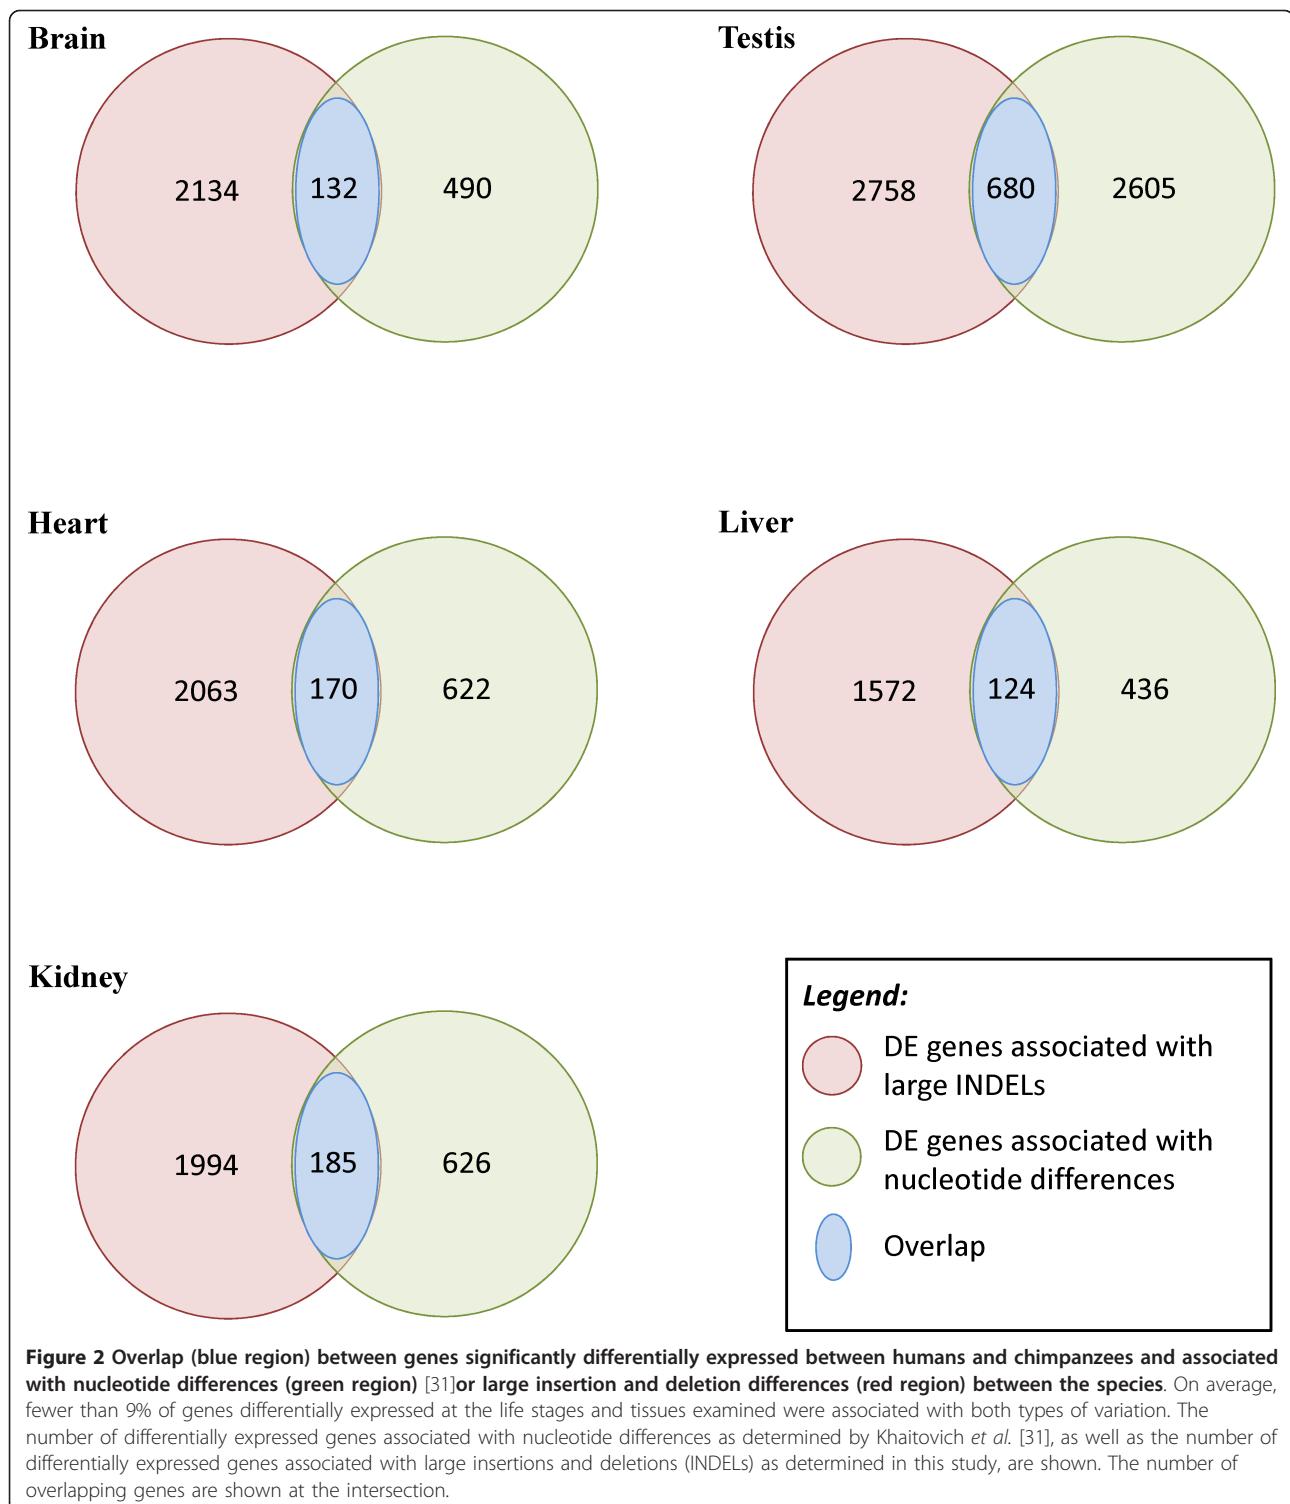 Brain
2134
132
490
Testis
2758
680
2605
Heart
2063
170
622
Liver
1572
124
436
Kidney
1994
185
626
Legend:
DE genes associated with
large INDELs
DE genes associated with
nucleotide differences
Overlap
Figure 2 Overlap (blue region) between genes significantly differentially expressed between humans and chimpanzees and associated
with nucleotide differences (green region) [31]or large insertion and deletion differences (red region) between the species. On average,
fewer than 9% of genes differentially expressed at the life stages and tissues examined were associated with both types of variation. The
number of differentially expressed genes associated with nucleotide differences as determined by Khaitovich et al. [31], as well as the number of
differentially expressed genes associated with large insertions and deletions (INDELs) as determined in this study, are shown. The number of
overlapping genes are shown at the intersection.